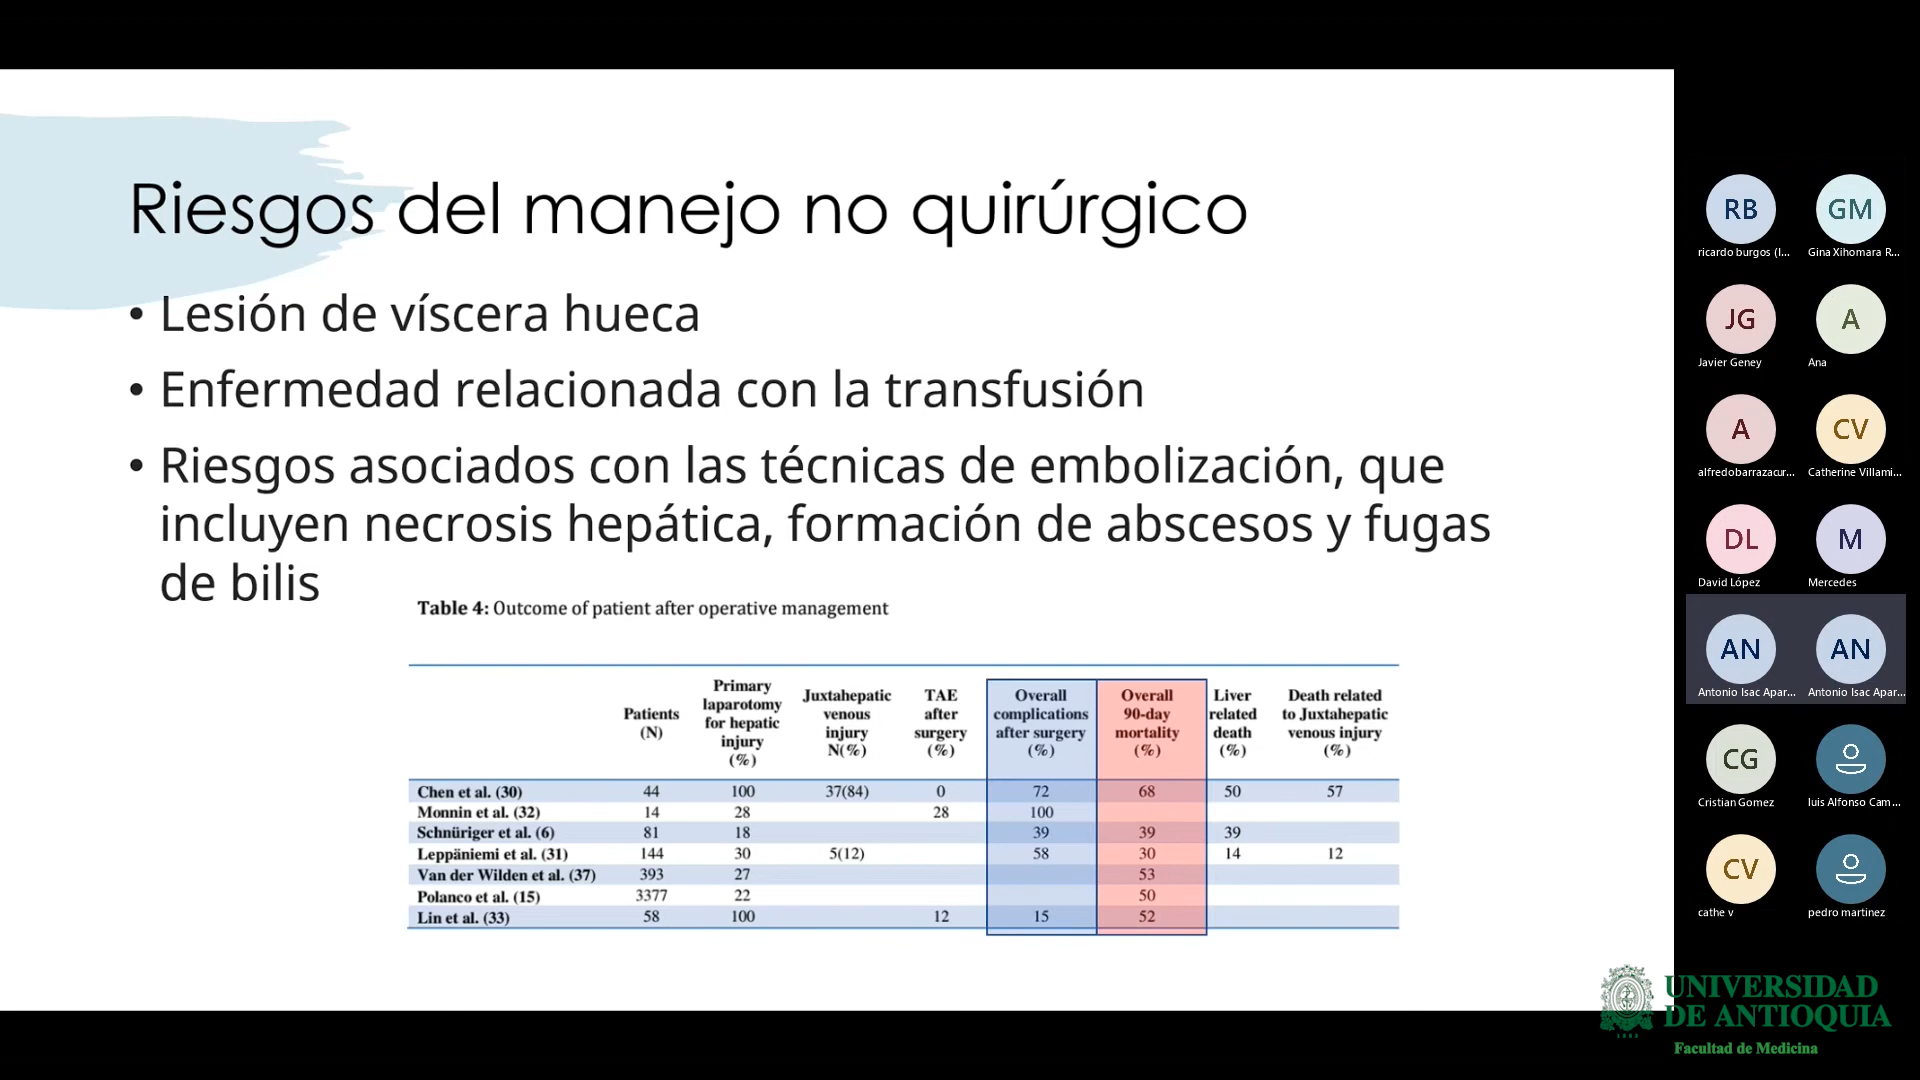 Riesgos del manejo no quirúrgico
• Lesión de víscera hueca
• Enfermedad relacionada con la transfusión
• Riesgos asociados con las técnicas de embolización, que
incluyen necrosis hepática, formación de abscesos y fugas
de bilis
Table 4: Outcome of patient after operative management
Patients (N) Primary laparotomy for hepatic injury (%) Juxtahepatic venous injury N(%) TAE after surgery (%) Overall complications after surgery (%) Overall 90-day mortality (%) Liver related death (%) Death related to Juxtahepatic venous injury (%)
Chen et al. (30) 44 100 37(84) 0 72 68 50 57
Monnin et al. (32) 14 28 28 100
Schnüriger et al. (6) 81 18 39 39 39
Leppäniemi et al. (31) 144 30 5(12) 58 30 14 12
Van der Wilden et al. (37) 393 27 53
Polanco et al. (15) 3377 22 50
Lin et al. (33) 58 100 12 15 52
RB GM
ricardo burgos (I... Gina Xihomara R...
JG A
Javier Geney Ana
A CV
alfredobarrazacur... Catherine Villami...
DL M
David López Mercedes
AN AN
Antonio Isac Apar... Antonio Isac Apar...
CG
Cristian Gomez luis Alfonso Cam...
CV
cathe v pedro martinez
UNIVERSIDAD
DE ANTIOQUIA
1803
Facultad de Medicina